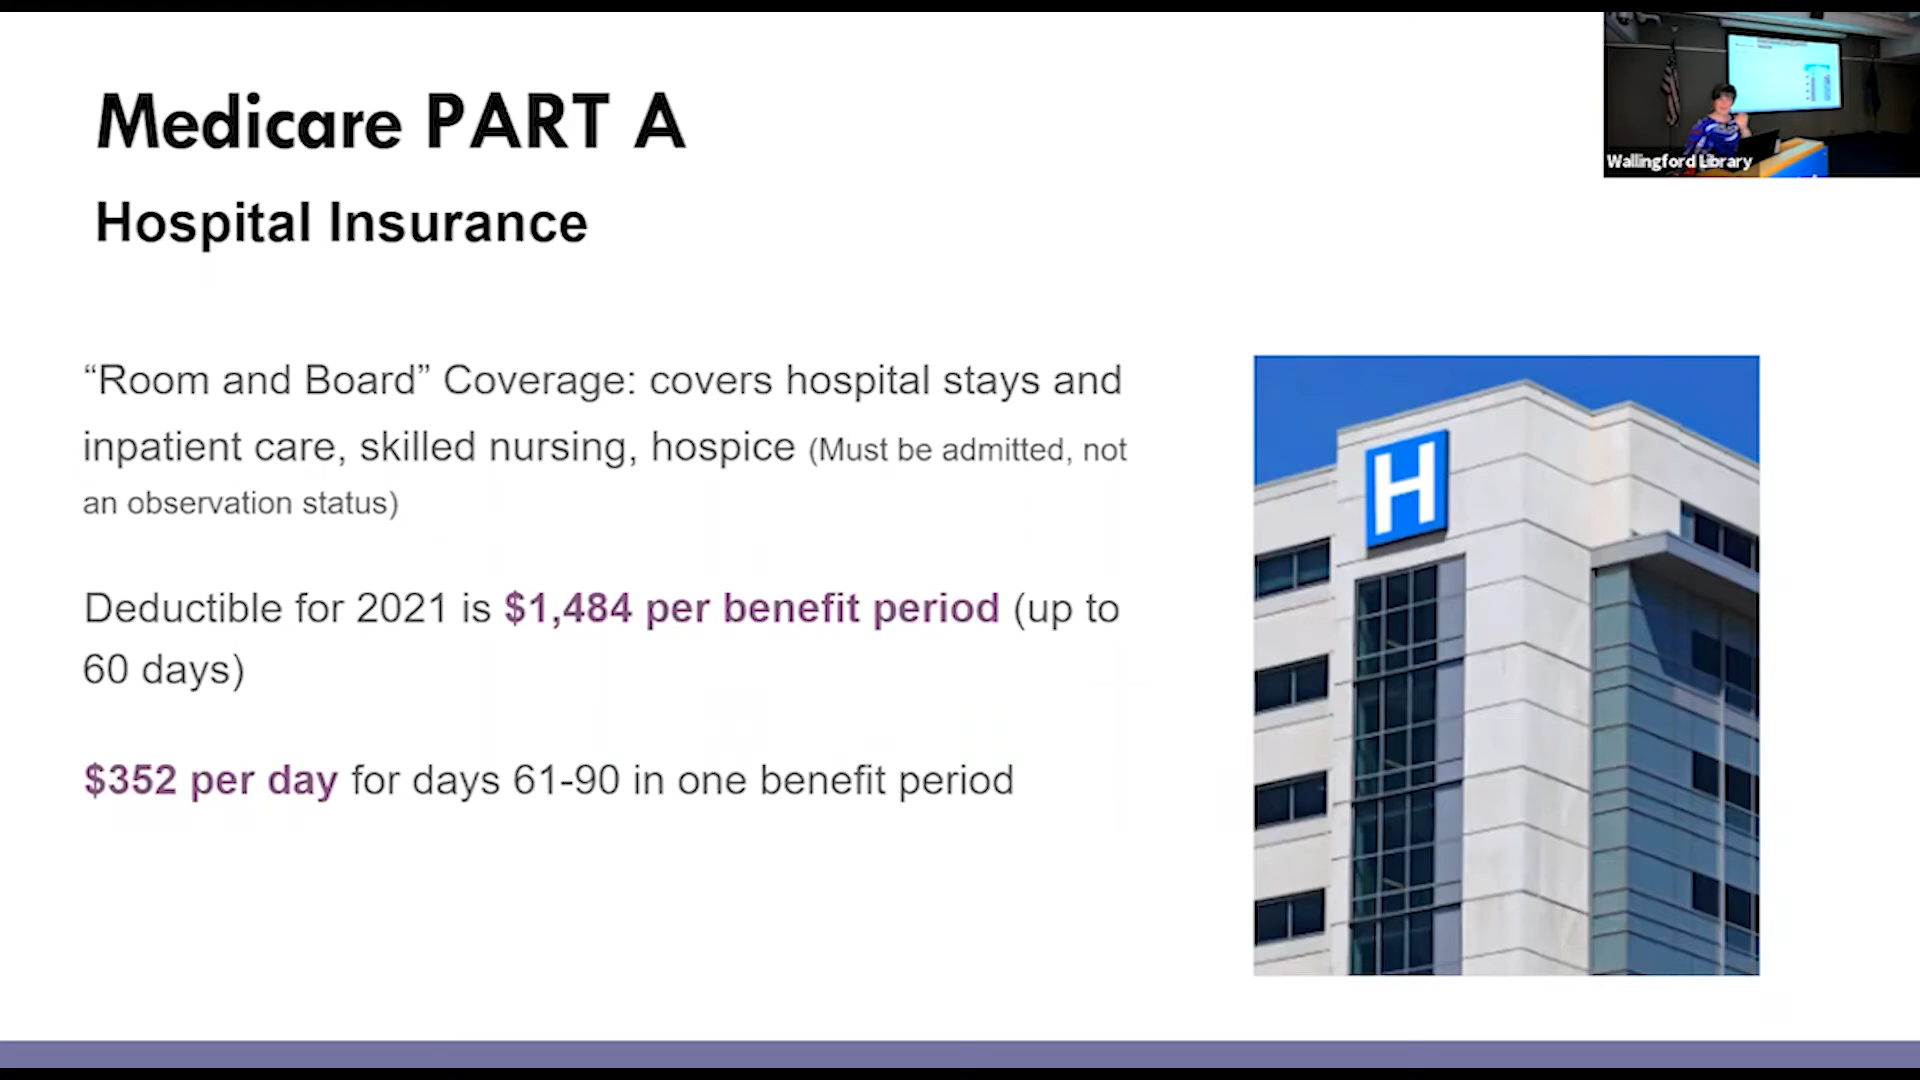 Medicare PART A
Hospital Insurance
“Room and Board” Coverage: covers hospital stays and
inpatient care, skilled nursing, hospice (Must be admitted, not
an observation status)
Deductible for 2021 is $1,484 per benefit period (up to
60 days)
$352 per day for days 61-90 in one benefit period
H
Wallingford Library